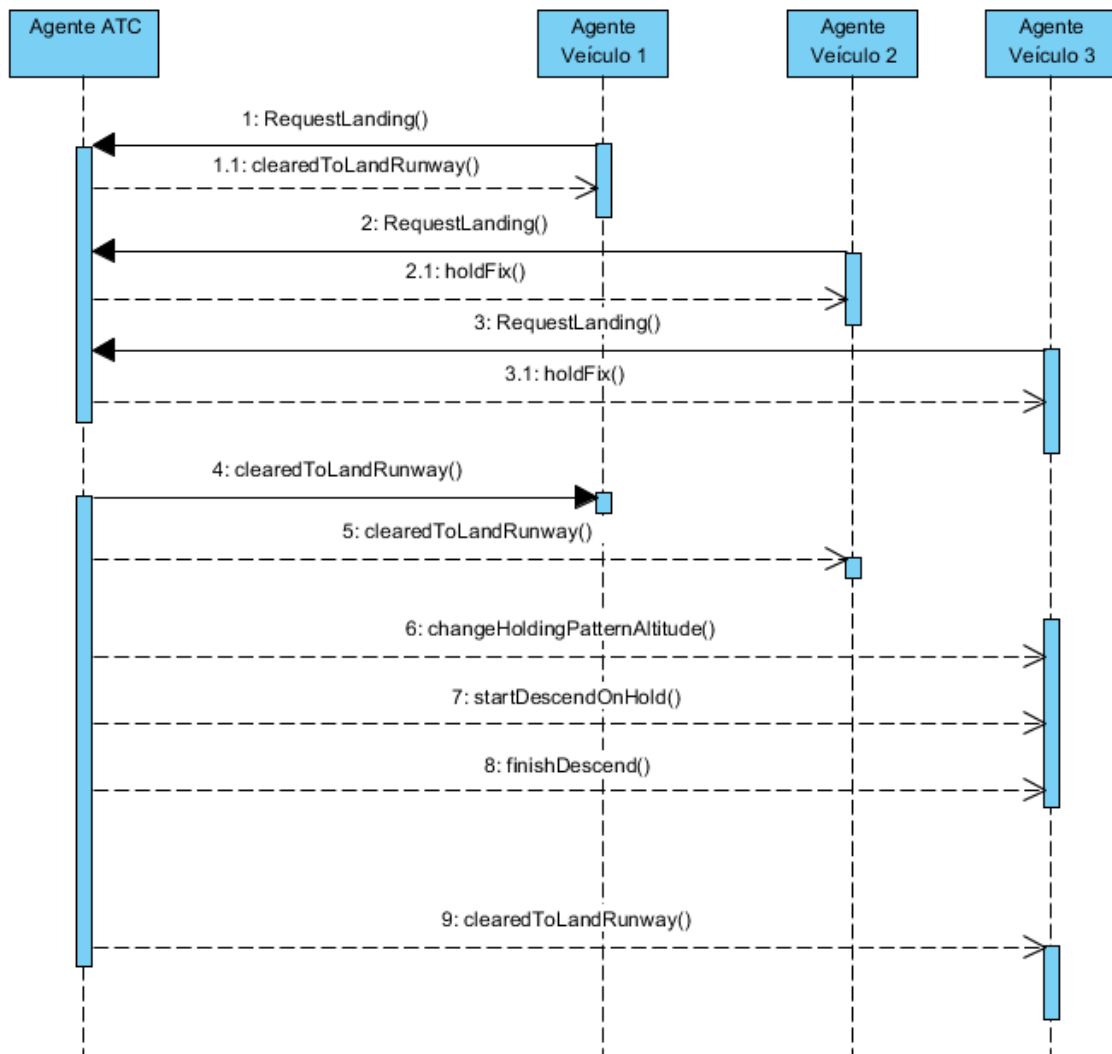 Agente ATC
Agente
Veículo 1
Agente
Veículo 2
Agente
Veículo 3
1: RequestLanding()
1.1: clearedToLandRunway()
2: RequestLanding()
2.1: holdFix()
3: RequestLanding()
3.1: holdFix()
4: clearedToLandRunway()
5: clearedToLandRunway()
6: changeHoldingPatternAltitude()
7: startDescendOnHold()
8: finishDescend()
9: clearedToLandRunway()